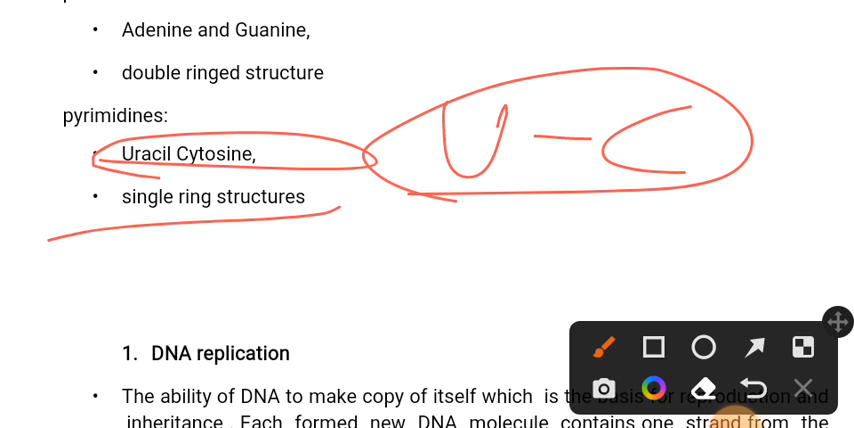 • Adenine and Guanine,
• double ringed structure
pyrimidines:
Uracil Cytosine,
U - C
• single ring structures
1. DNA replication
• The ability of DNA to make copy of itself which is the basis for reproduction and
inheritance . Each formed new DNA molecule contains one strand from the